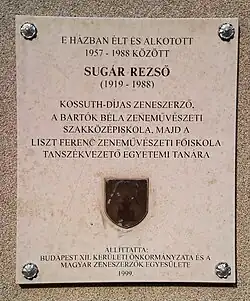 E HÁZBAN ÉLT ÉS ALKOTOTT
1957 - 1988 KÖZÖTT
SUGÁR REZSŐ
(1919 - 1988)
KOSSUTH-DÍJAS ZENESZERZŐ,
A BARTÓK BÉLA ZENEMŰVÉSZETI
SZAKKÖZÉPISKOLA, MAJD A
LISZT FERENC ZENEMŰVÉSZETI FŐISKOLA
TANSZÉKVEZETŐ EGYETEMI TANÁRA
ÁLLÍTTATTA:
BUDAPEST XII. KERÜLETI ÖNKORMÁNYZATA ÉS A
MAGYAR ZENESZERZŐK EGYESÜLETE
1999.